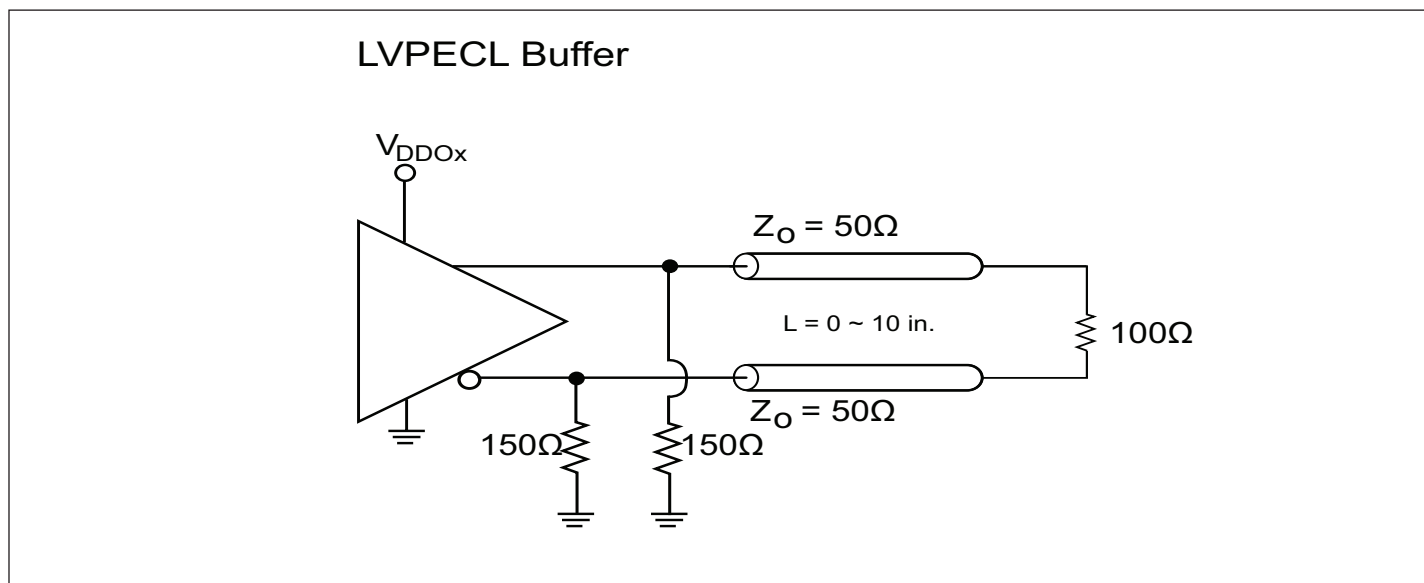 LVPECL Buffer
VDDOx
Zo = 50Ω
L = 0 ~ 10 in.
100Ω
Zo = 50Ω
150Ω
150Ω